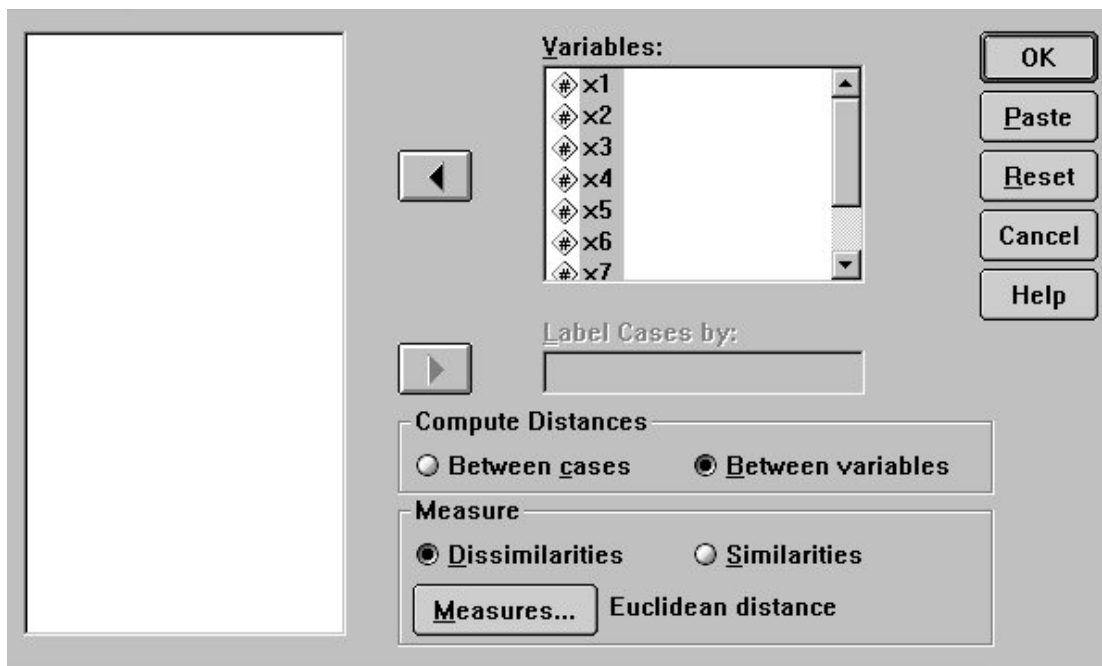 Variables:
# x1
# x2
# x3
# x4
# x5
# x6
# x7
OK
Paste
Reset
Cancel
Help
Label Cases by:
Compute Distances
Between cases
Between variables
Measure
Dissimilarities
Similarities
Measures...
Euclidean distance